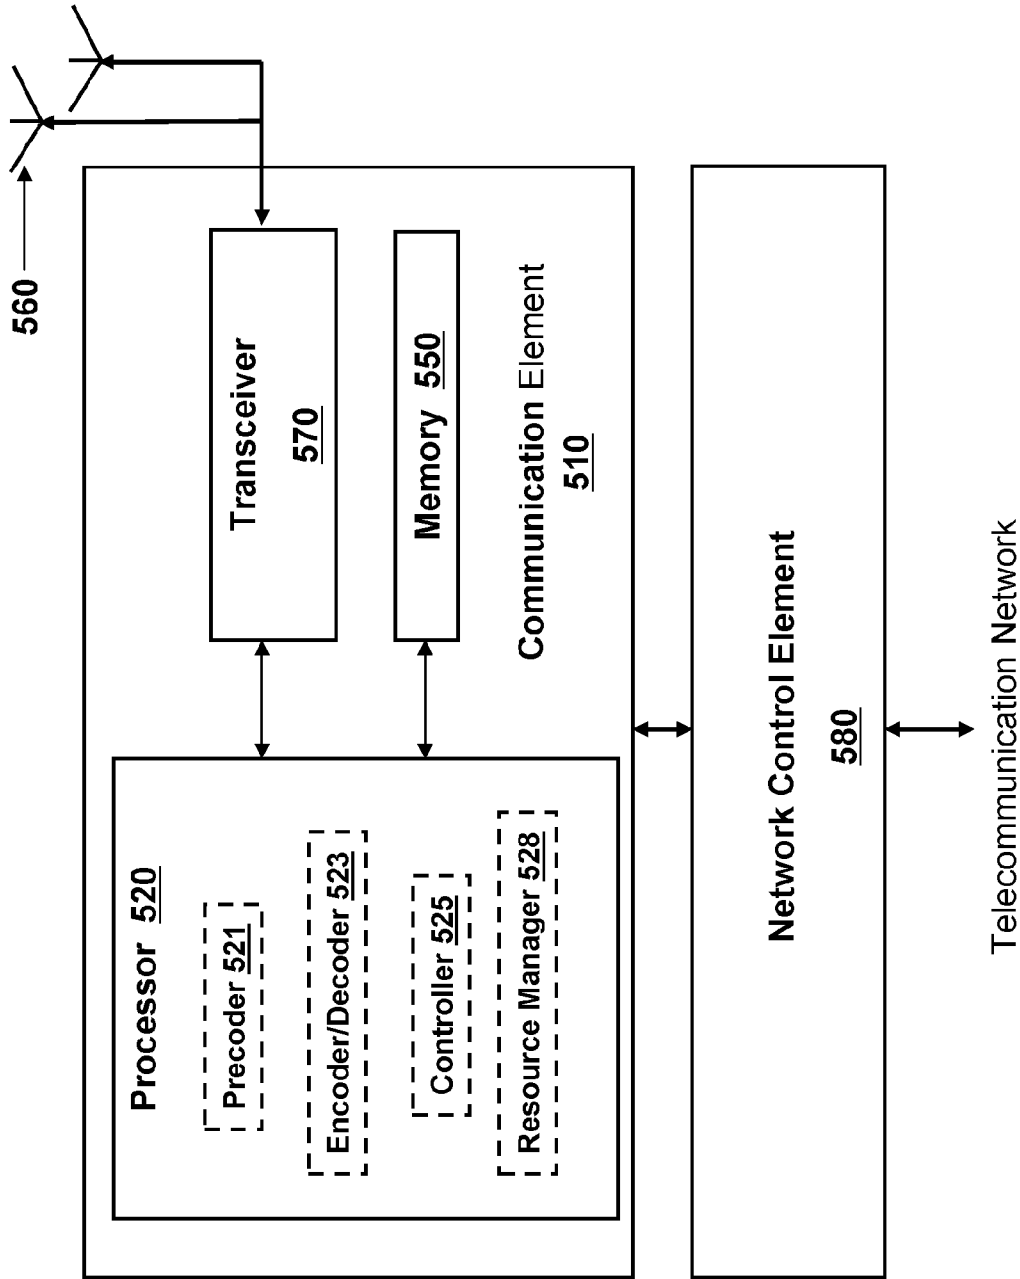 560
Processor 520
Precoder 521
Encoder/Decoder 523
Controller 525
Resource Manager 528
Transceiver
570
Memory 550
Communication Element
510
Network Control Element
580
Telecommunication Network